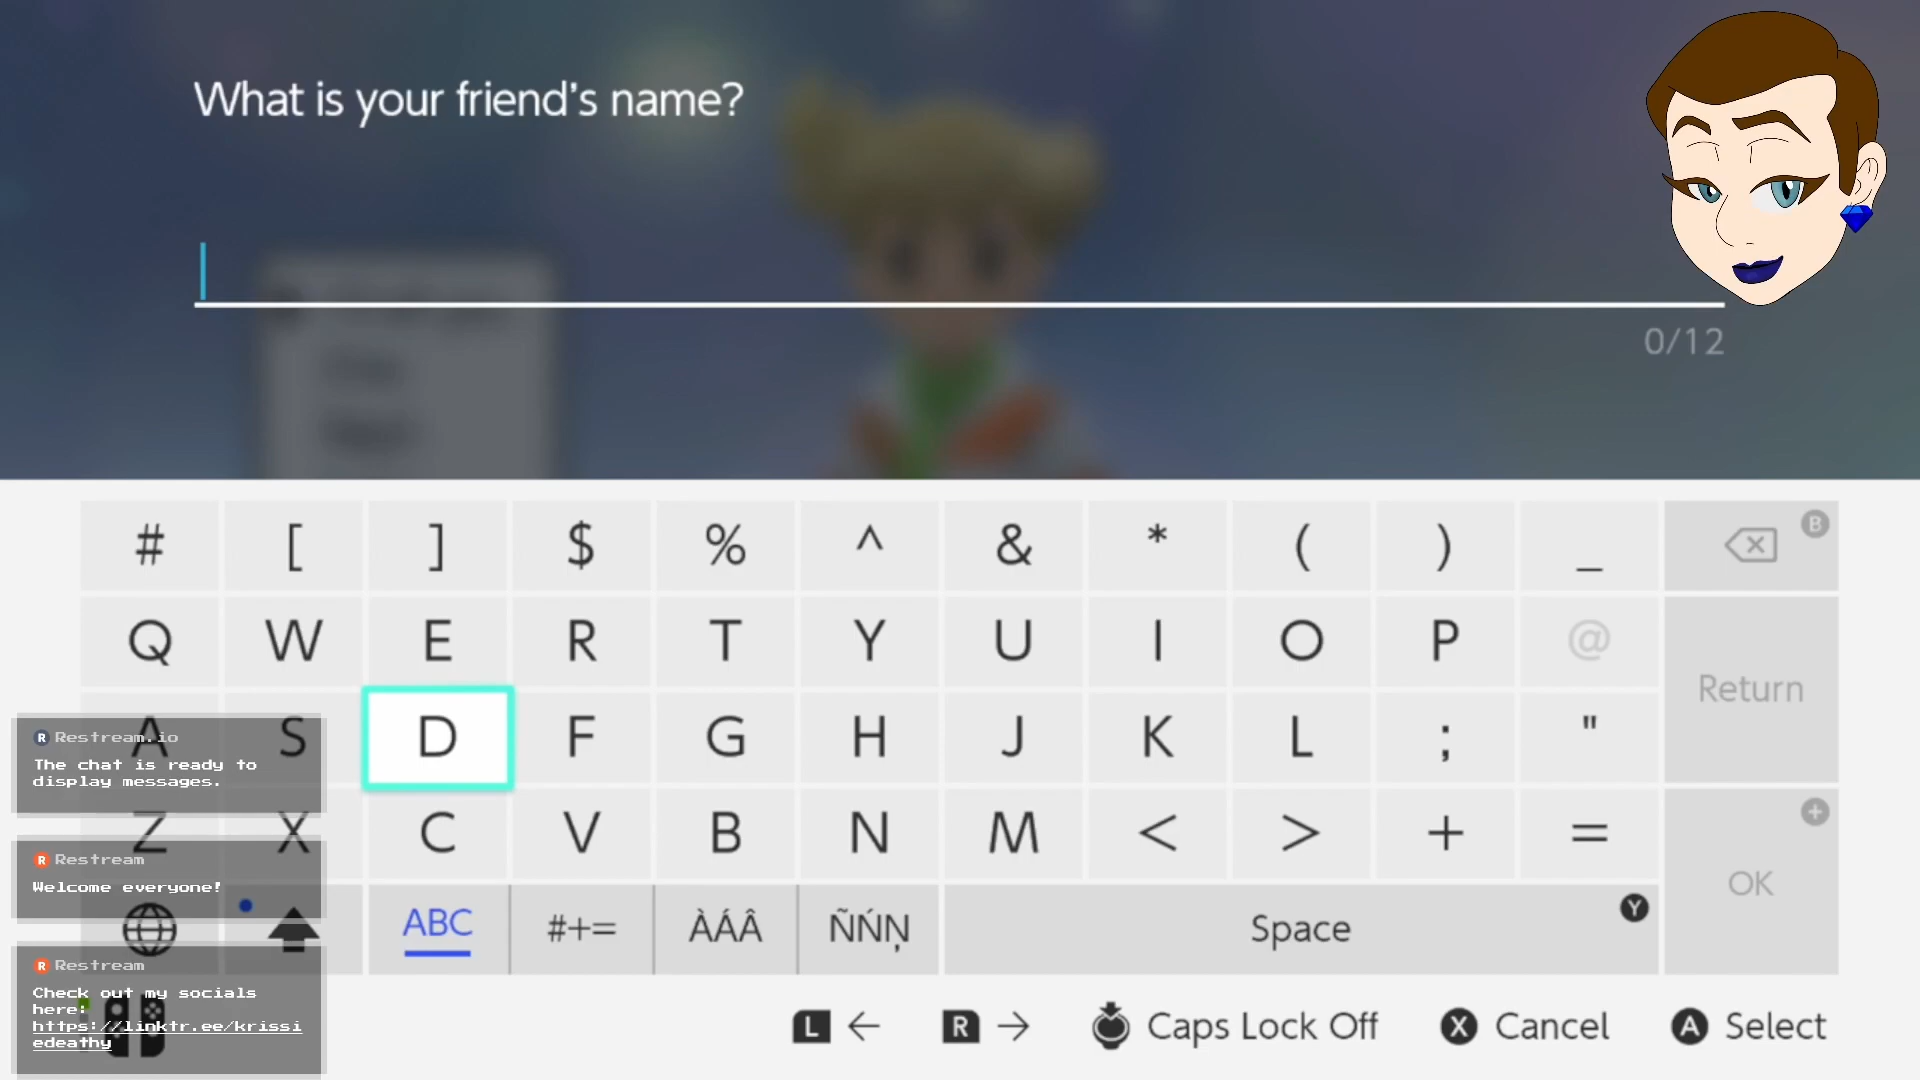 What is your friend's name?
0/12
# [ ] $ % ^ & * ( ) _ B
Q W E R T Y U I O P @
Return
A S D F G H J K L ; "
Z X C V B N M < > + = +
OK
ABC #+= ÀÁÂ ÑŃŅ Space Y
R Restream.io
The chat is ready to
display messages.
R Restream
Welcome everyone!
R Restream
Check out my socials
here:
https://linktr.ee/krissi
edeathy
L ← R → Caps Lock Off X Cancel A Select